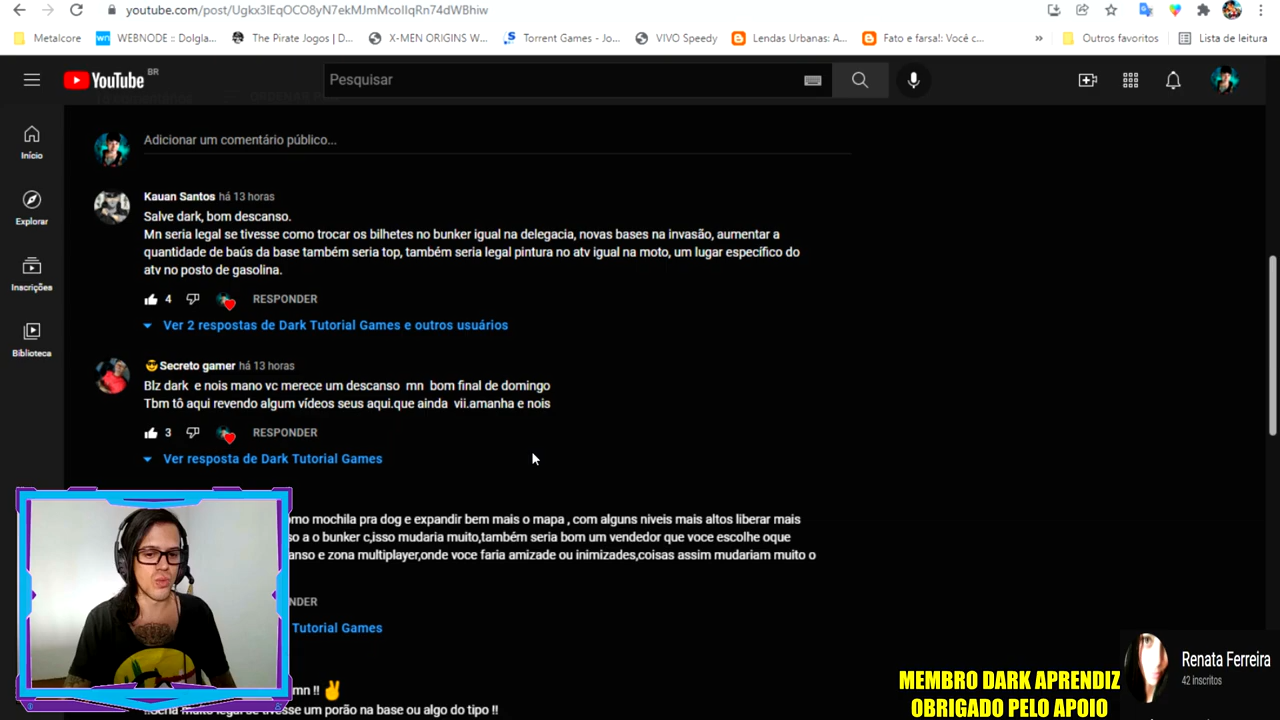 youtube.com/post/Ugkx3IEqOCO8yN7ekMJmMcolIqRn74dWBhiw
Metalcore
WEBNODE :: Dolgla...
The Pirate Jogos | D...
X-MEN ORIGINS W...
Torrent Games - Jo...
VIVO Speedy
Lendas Urbanas: A...
Fato e farsa!: Você c...
»
Outros favoritos
Lista de leitura
YouTube BR
Pesquisar
Início
Explorar
Inscrições
Biblioteca
Adicionar um comentário público...
Kauan Santos há 13 horas
Salve dark, bom descanso.
Mn seria legal se tivesse como trocar os bilhetes no bunker igual na delegacia, novas bases na invasão, aumentar a
quantidade de baús da base também seria top, também seria legal pintura no atv igual na moto, um lugar específico do
atv no posto de gasolina.
4 RESPONDER
Ver 2 respostas de Dark Tutorial Games e outros usuários
😎Secreto gamer há 13 horas
Blz dark e nois mano vc merece um descanso mn bom final de domingo
Tbm tô aqui revendo algum vídeos seus aqui.que ainda vii.amanha e nois
3 RESPONDER
Ver resposta de Dark Tutorial Games
omo mochila pra dog e expandir bem mais o mapa , com alguns niveis mais altos liberar mais
so a o bunker c,isso mudaria muito,também seria bom um vendedor que voce escolhe oque
anso e zona multiplayer,onde voce faria amizade ou inimizades,coisas assim mudariam muito o
NDER
Tutorial Games
mn !! ✌
tivesse um porão na base ou algo do tipo !!
Renata Ferreira
42 inscritos
MEMBRO DARK APRENDIZ
OBRIGADO PELO APOIO